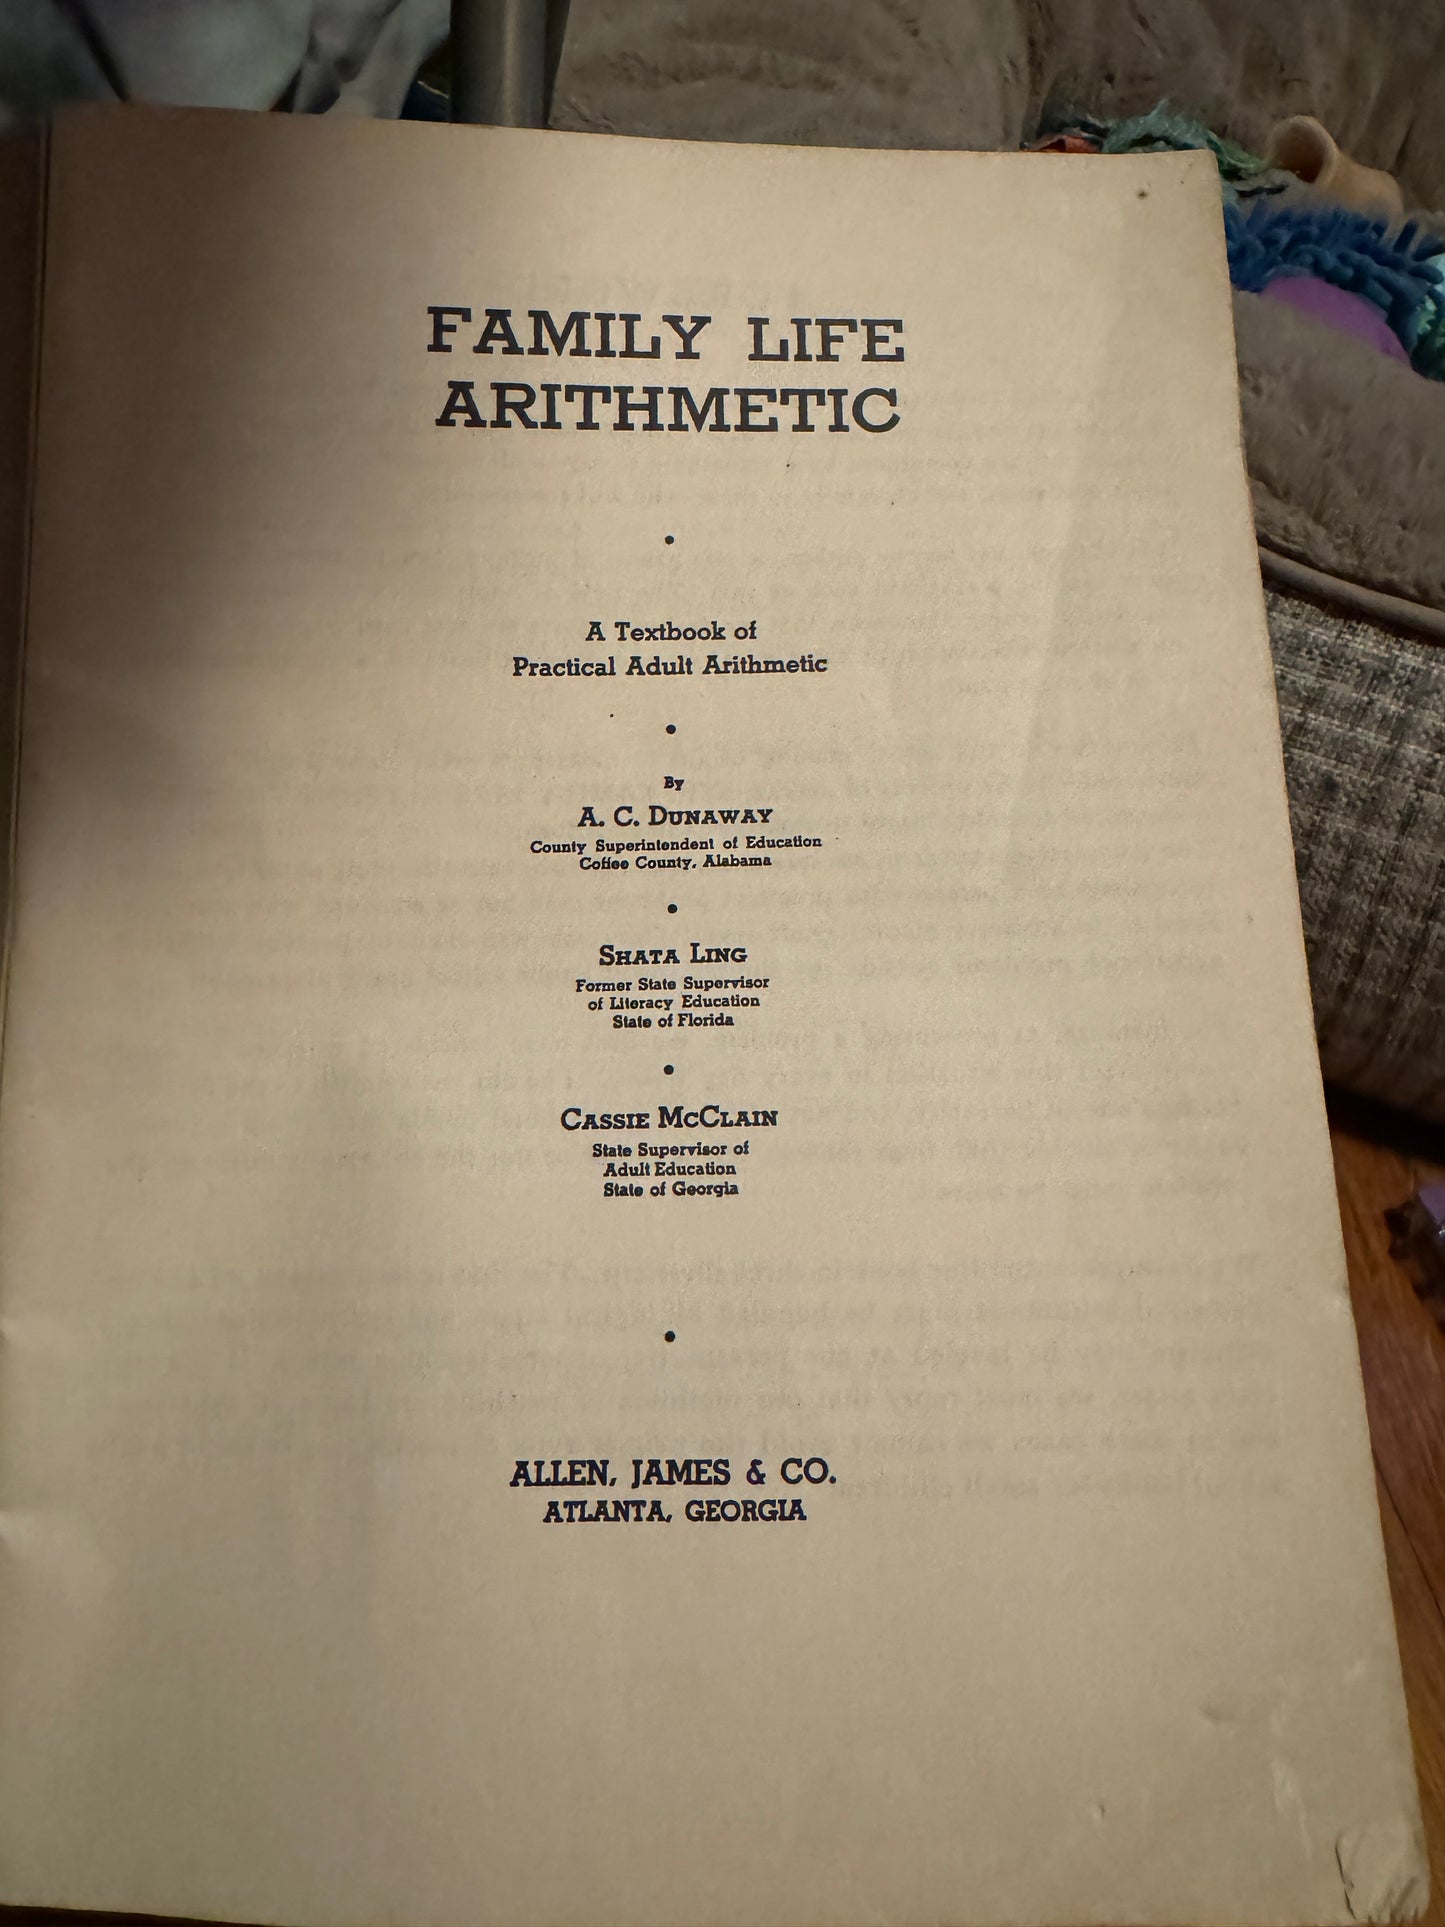 FAMILY LIFE
ARITHMETIC
A Textbook of
Practical Adult Arithmetic
By
A. C. DUNAWAY
County Superintendent of Education
Coffee County, Alabama
SHATA LING
Former State Supervisor
of Literacy Education
State of Florida
CASSIE MCCLAIN
State Supervisor of
Adult Education
State of Georgia
ALLEN, JAMES & CO.
ATLANTA, GEORGIA